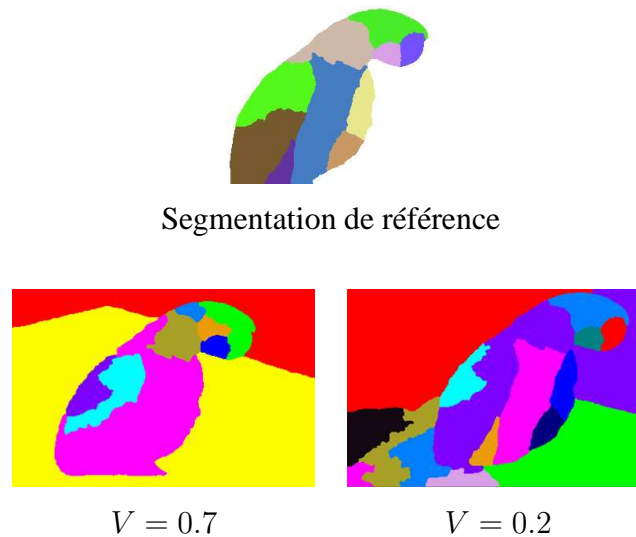 Segmentation de référence
V = 0.7
V = 0.2